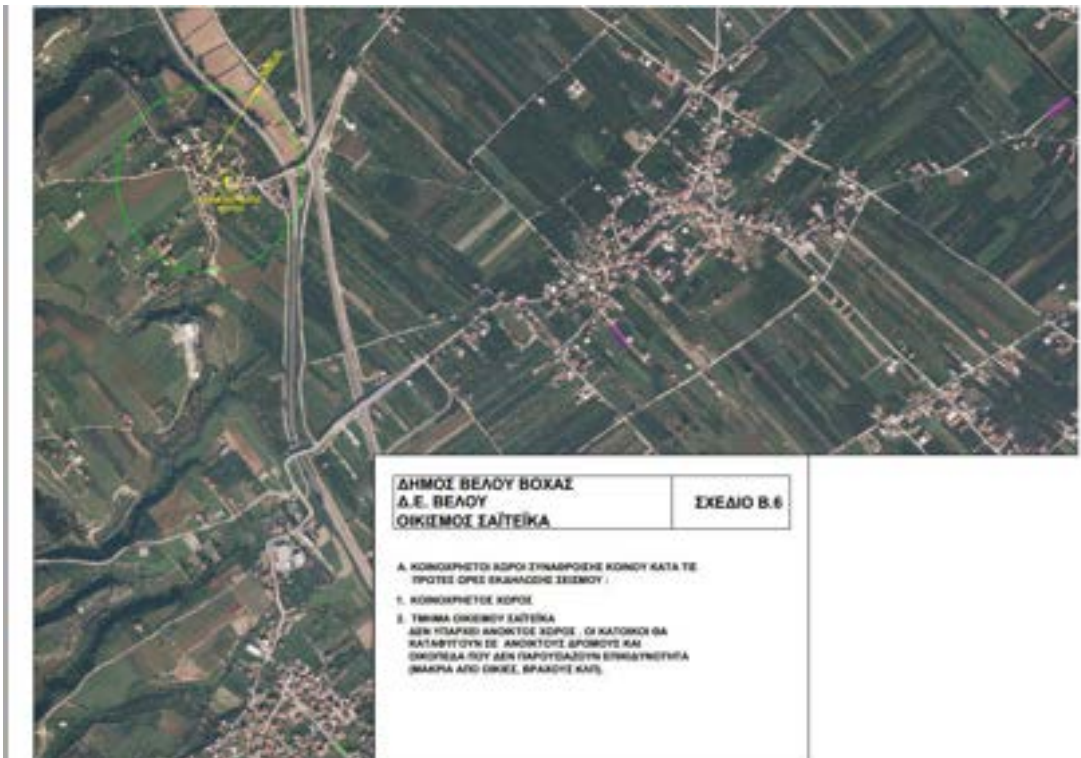 ΔΗΜΟΣ ΒΕΛΟΥ ΒΟΧΑΣ
Δ.Ε. ΒΕΛΟΥ
ΟΙΚΙΣΜΟΣ ΣΑΪΤΕΪΚΑ
ΣΧΕΔΙΟ Β.6
Α. ΚΟΙΝΟΧΡΗΣΤΟΙ ΧΩΡΟΙ ΣΥΝΑΘΡΟΙΣΗΣ ΚΟΙΝΟΥ ΚΑΤΑ ΤΙΣ
ΠΡΩΤΕΣ ΩΡΕΣ ΕΚΔΗΛΩΣΗΣ ΣΕΙΣΜΟΥ :
1. ΚΟΙΝΟΧΡΗΣΤΟΣ ΧΩΡΟΣ
2. ΤΜΗΜΑ ΟΙΚΙΣΜΟΥ ΣΑΪΤΕΪΚΑ
ΔΕΝ ΥΠΑΡΧΕΙ ΑΝΟΙΚΤΟΣ ΧΩΡΟΣ . ΟΙ ΚΑΤΟΙΚΟΙ ΘΑ
ΚΑΤΑΦΥΓΟΥΝ ΣΕ ΑΝΟΙΚΤΟΥΣ ΔΡΟΜΟΥΣ ΚΑΙ
ΟΙΚΟΠΕΔΑ ΠΟΥ ΔΕΝ ΠΑΡΟΥΣΙΑΖΟΥΝ ΕΠΙΚΙΔΥΝΟΤΗΤΑ
(ΜΑΚΡΙΑ ΑΠΟ ΟΙΚΙΕΣ, ΒΡΑΧΟΥΣ ΚΛΠ).